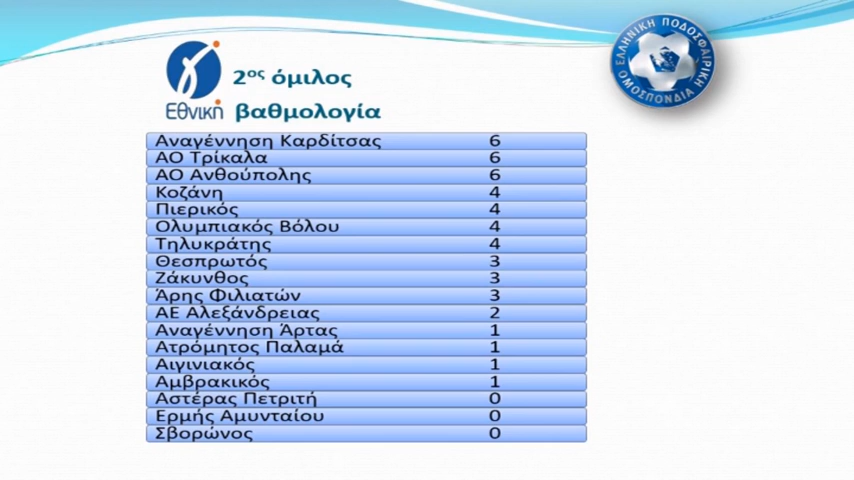 γ
Εθνική
2ος όμιλος
βαθμολογία
ΕΛΛΗΝΙΚΗ ΠΟΔΟΣΦΑΙΡΙΚΗ ΟΜΟΣΠΟΝΔΙΑ
Αναγέννηση Καρδίτσας 6
ΑΟ Τρίκαλα 6
ΑΟ Ανθούπολης 6
Κοζάνη 4
Πιερικός 4
Ολυμπιακός Βόλου 4
Τηλυκράτης 4
Θεσπρωτός 3
Ζάκυνθος 3
Άρης Φιλιατών 3
ΑΕ Αλεξάνδρειας 2
Αναγέννηση Άρτας 1
Ατρόμητος Παλαμά 1
Αιγινιακός 1
Αμβρακικός 1
Αστέρας Πετριτή 0
Ερμής Αμυνταίου 0
Σβορώνος 0